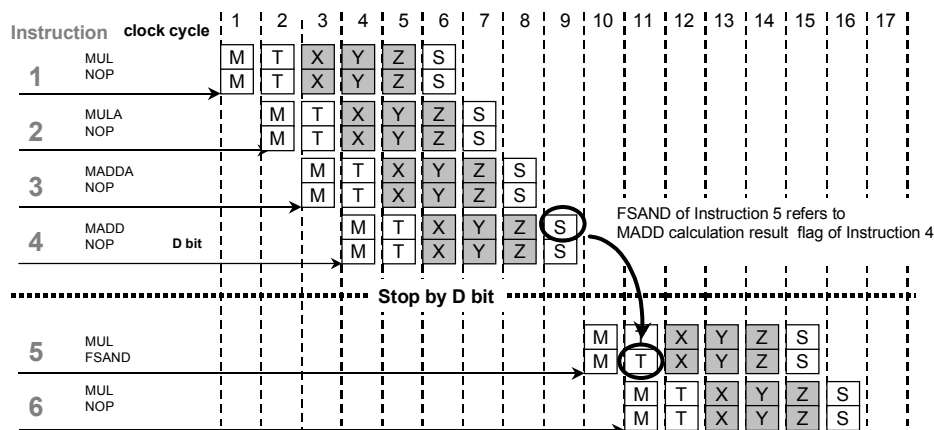 Instruction clock cycle 1 2 3 4 5 6 7 8 9 10 11 12 13 14 15 16 17
1 MUL M T X Y Z S
NOP M T X Y Z S
2 MULA M T X Y Z S
NOP M T X Y Z S
3 MADDA M T X Y Z S
NOP M T X Y Z S
4 MADD M T X Y Z S
NOP D bit M T X Y Z S
FSAND of Instruction 5 refers to
MADD calculation result flag of Instruction 4
Stop by D bit
5 MUL M T X Y Z S
FSAND M T X Y Z S
6 MUL M T X Y Z S
NOP M T X Y Z S